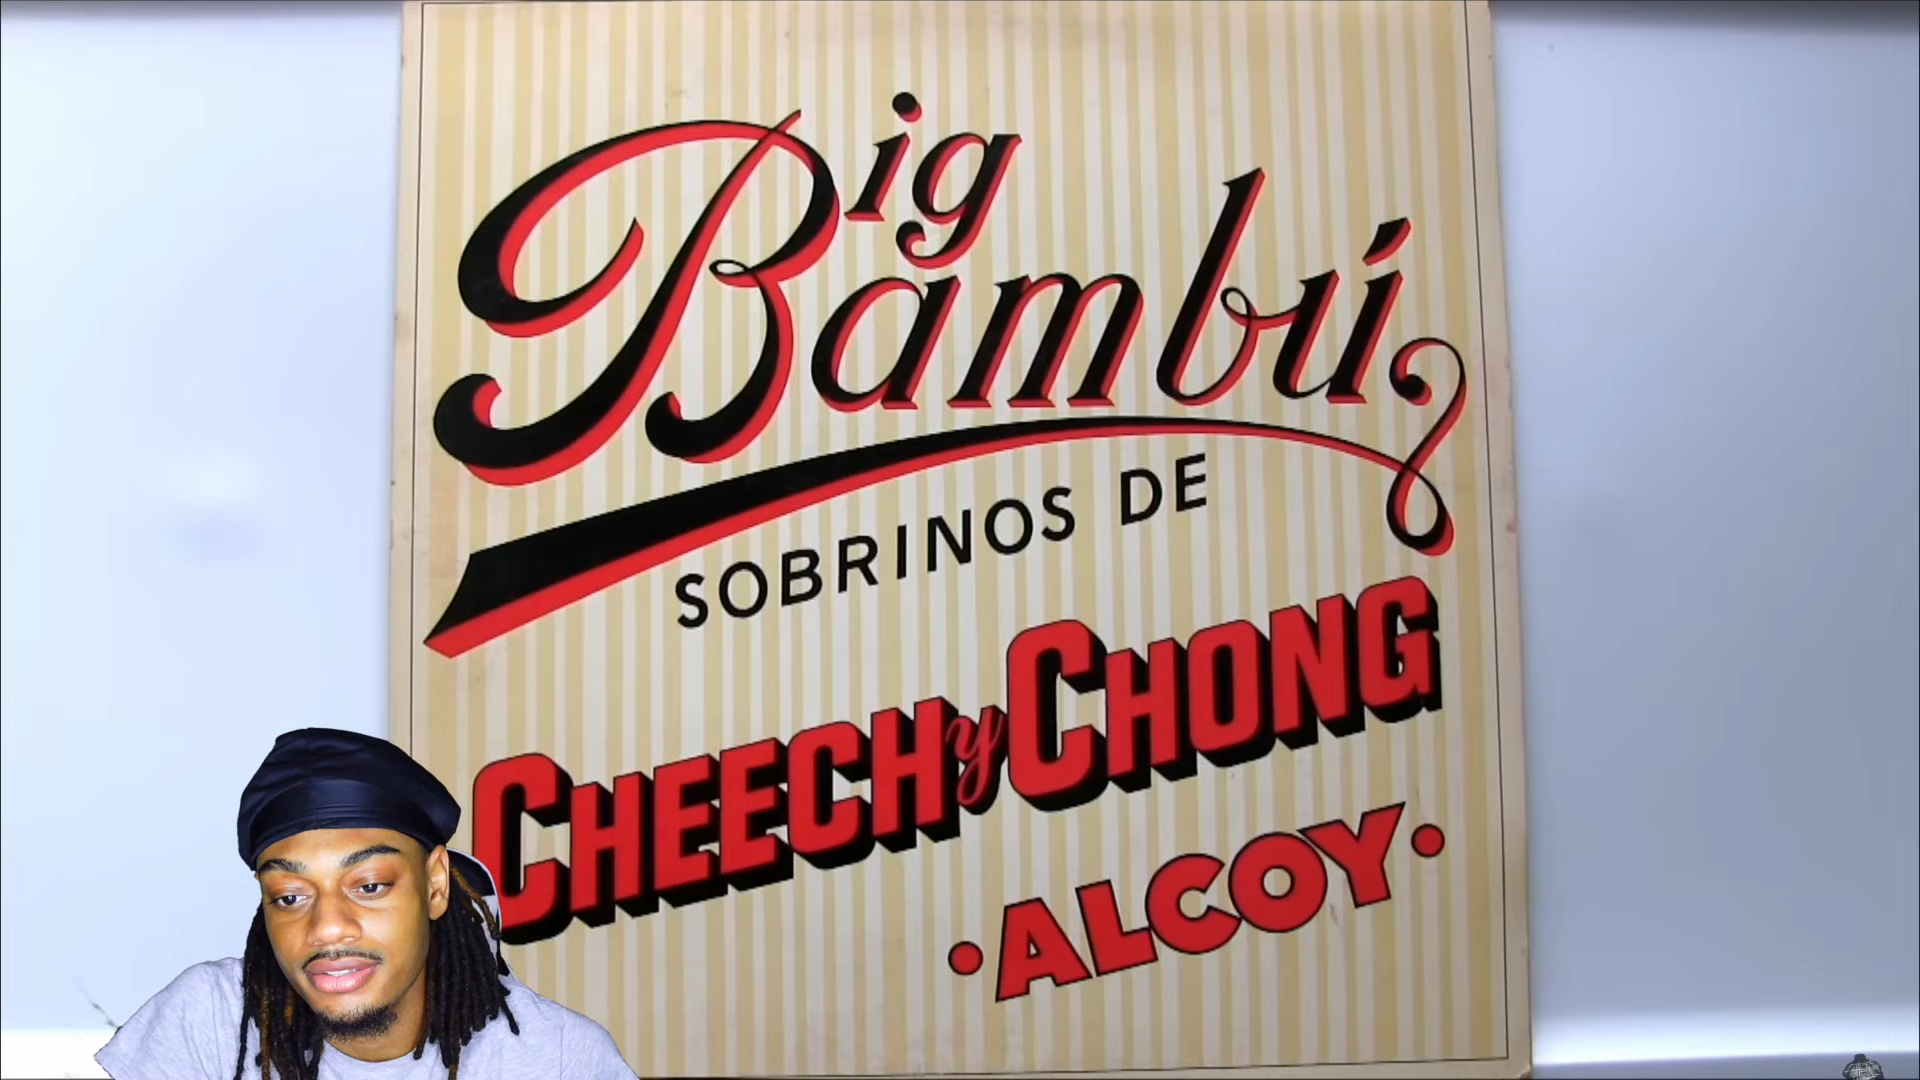 Big
Bambú
SOBRINOS DE
CHEECH y CHONG
•ALCOY•